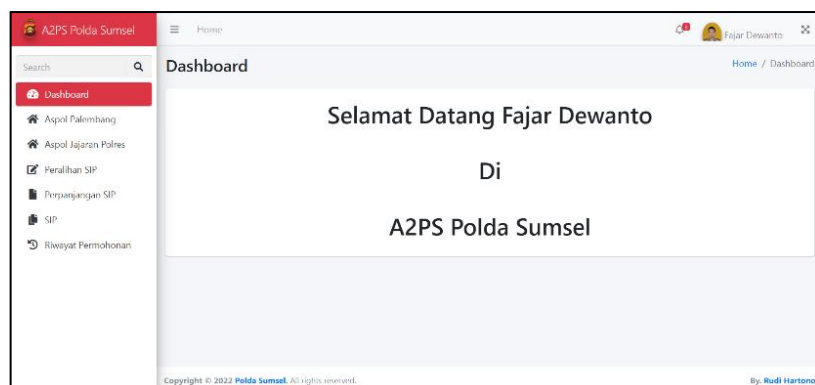 A2PS Polda Sumsel
Home
Fajar Dewanto
Search
Dashboard
Home / Dashboard
Dashboard
Aspol Palembang
Aspol Jajaran Polres
Peralihan SIP
Perpanjangan SIP
SIP
Riwayat Permohonan
Selamat Datang Fajar Dewanto
Di
A2PS Polda Sumsel
Copyright © 2022 Polda Sumsel. All rights reserved.
By. Rudi Hartono